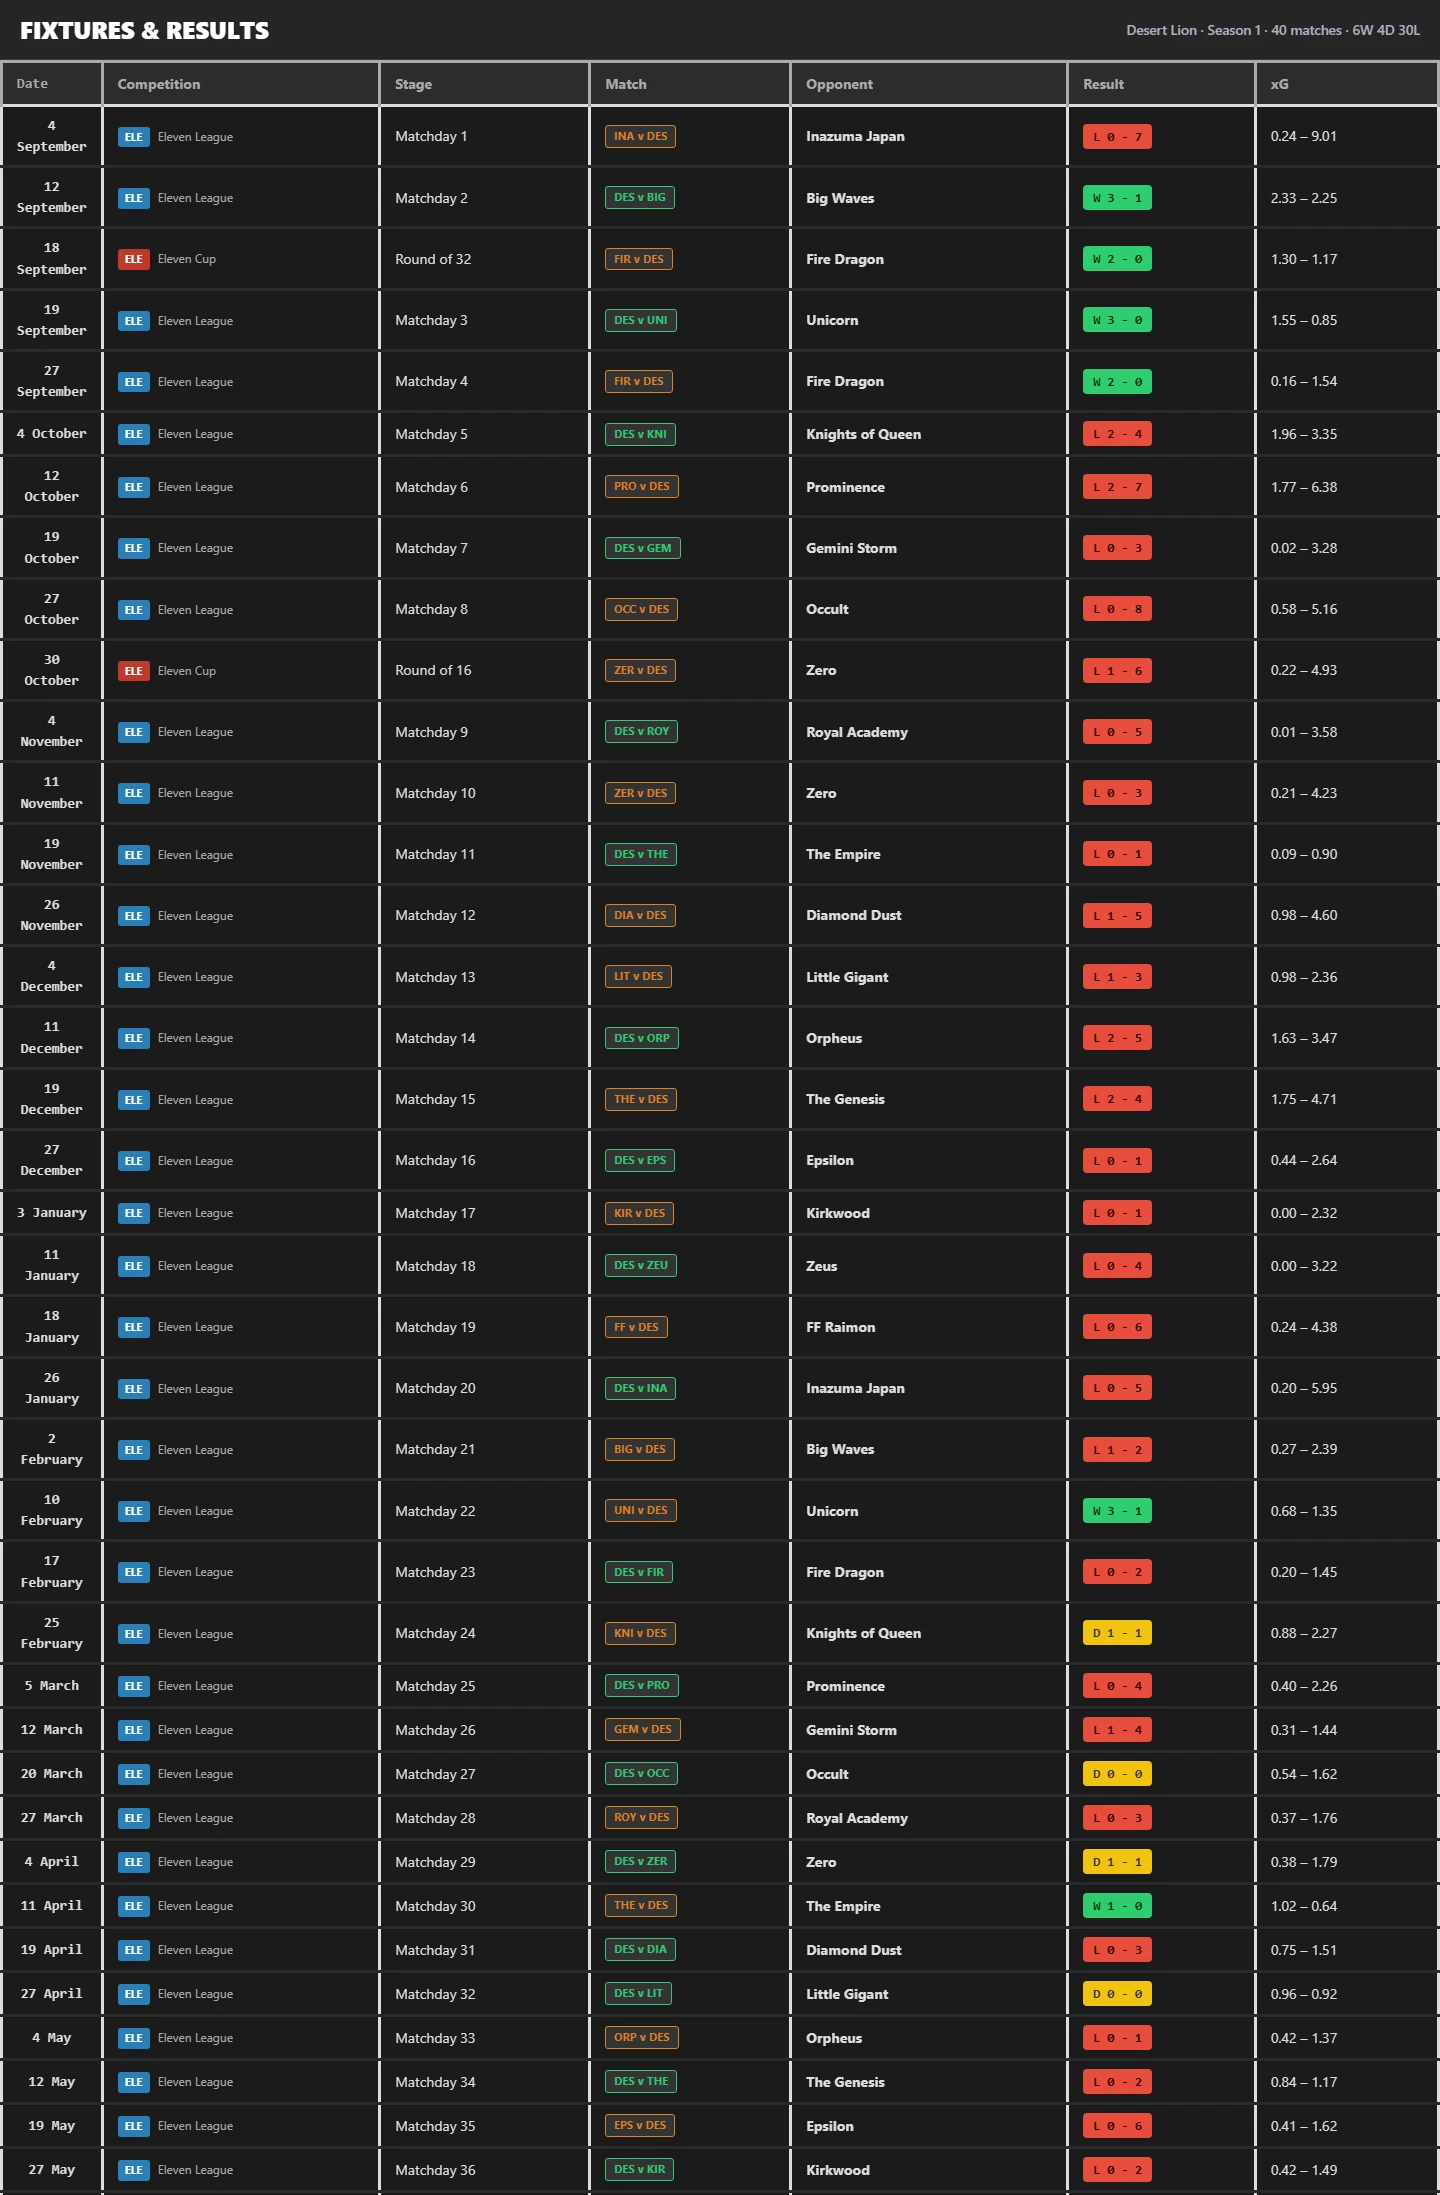 FIXTURES & RESULTS
Desert Lion · Season 1 · 40 matches · 6W 4D 30L
Date Competition Stage Match Opponent Result xG
4 September ELE Eleven League Matchday 1 INA v DES Inazuma Japan L 0 - 7 0.24 – 9.01
12 September ELE Eleven League Matchday 2 DES v BIG Big Waves W 3 - 1 2.33 – 2.25
18 September ELE Eleven Cup Round of 32 FIR v DES Fire Dragon W 2 - 0 1.30 – 1.17
19 September ELE Eleven League Matchday 3 DES v UNI Unicorn W 3 - 0 1.55 – 0.85
27 September ELE Eleven League Matchday 4 FIR v DES Fire Dragon W 2 - 0 0.16 – 1.54
4 October ELE Eleven League Matchday 5 DES v KNI Knights of Queen L 2 - 4 1.96 – 3.35
12 October ELE Eleven League Matchday 6 PRO v DES Prominence L 2 - 7 1.77 – 6.38
19 October ELE Eleven League Matchday 7 DES v GEM Gemini Storm L 0 - 3 0.02 – 3.28
27 October ELE Eleven League Matchday 8 OCC v DES Occult L 0 - 8 0.58 – 5.16
30 October ELE Eleven Cup Round of 16 ZER v DES Zero L 1 - 6 0.22 – 4.93
4 November ELE Eleven League Matchday 9 DES v ROY Royal Academy L 0 - 5 0.01 – 3.58
11 November ELE Eleven League Matchday 10 ZER v DES Zero L 0 - 3 0.21 – 4.23
19 November ELE Eleven League Matchday 11 DES v THE The Empire L 0 - 1 0.09 – 0.90
26 November ELE Eleven League Matchday 12 DIA v DES Diamond Dust L 1 - 5 0.98 – 4.60
4 December ELE Eleven League Matchday 13 LIT v DES Little Gigant L 1 - 3 0.98 – 2.36
11 December ELE Eleven League Matchday 14 DES v ORP Orpheus L 2 - 5 1.63 – 3.47
19 December ELE Eleven League Matchday 15 THE v DES The Genesis L 2 - 4 1.75 – 4.71
27 December ELE Eleven League Matchday 16 DES v EPS Epsilon L 0 - 1 0.44 – 2.64
3 January ELE Eleven League Matchday 17 KIR v DES Kirkwood L 0 - 1 0.00 – 2.32
11 January ELE Eleven League Matchday 18 DES v ZEU Zeus L 0 - 4 0.00 – 3.22
18 January ELE Eleven League Matchday 19 FF v DES FF Raimon L 0 - 6 0.24 – 4.38
26 January ELE Eleven League Matchday 20 DES v INA Inazuma Japan L 0 - 5 0.20 – 5.95
2 February ELE Eleven League Matchday 21 BIG v DES Big Waves L 1 - 2 0.27 – 2.39
10 February ELE Eleven League Matchday 22 UNI v DES Unicorn W 3 - 1 0.68 – 1.35
17 February ELE Eleven League Matchday 23 DES v FIR Fire Dragon L 0 - 2 0.20 – 1.45
25 February ELE Eleven League Matchday 24 KNI v DES Knights of Queen D 1 - 1 0.88 – 2.27
5 March ELE Eleven League Matchday 25 DES v PRO Prominence L 0 - 4 0.40 – 2.26
12 March ELE Eleven League Matchday 26 GEM v DES Gemini Storm L 1 - 4 0.31 – 1.44
20 March ELE Eleven League Matchday 27 DES v OCC Occult D 0 - 0 0.54 – 1.62
27 March ELE Eleven League Matchday 28 ROY v DES Royal Academy L 0 - 3 0.37 – 1.76
4 April ELE Eleven League Matchday 29 DES v ZER Zero D 1 - 1 0.38 – 1.79
11 April ELE Eleven League Matchday 30 THE v DES The Empire W 1 - 0 1.02 – 0.64
19 April ELE Eleven League Matchday 31 DES v DIA Diamond Dust L 0 - 3 0.75 – 1.51
27 April ELE Eleven League Matchday 32 DES v LIT Little Gigant D 0 - 0 0.96 – 0.92
4 May ELE Eleven League Matchday 33 ORP v DES Orpheus L 0 - 1 0.42 – 1.37
12 May ELE Eleven League Matchday 34 DES v THE The Genesis L 0 - 2 0.84 – 1.17
19 May ELE Eleven League Matchday 35 EPS v DES Epsilon L 0 - 6 0.41 – 1.62
27 May ELE Eleven League Matchday 36 DES v KIR Kirkwood L 0 - 2 0.42 – 1.49